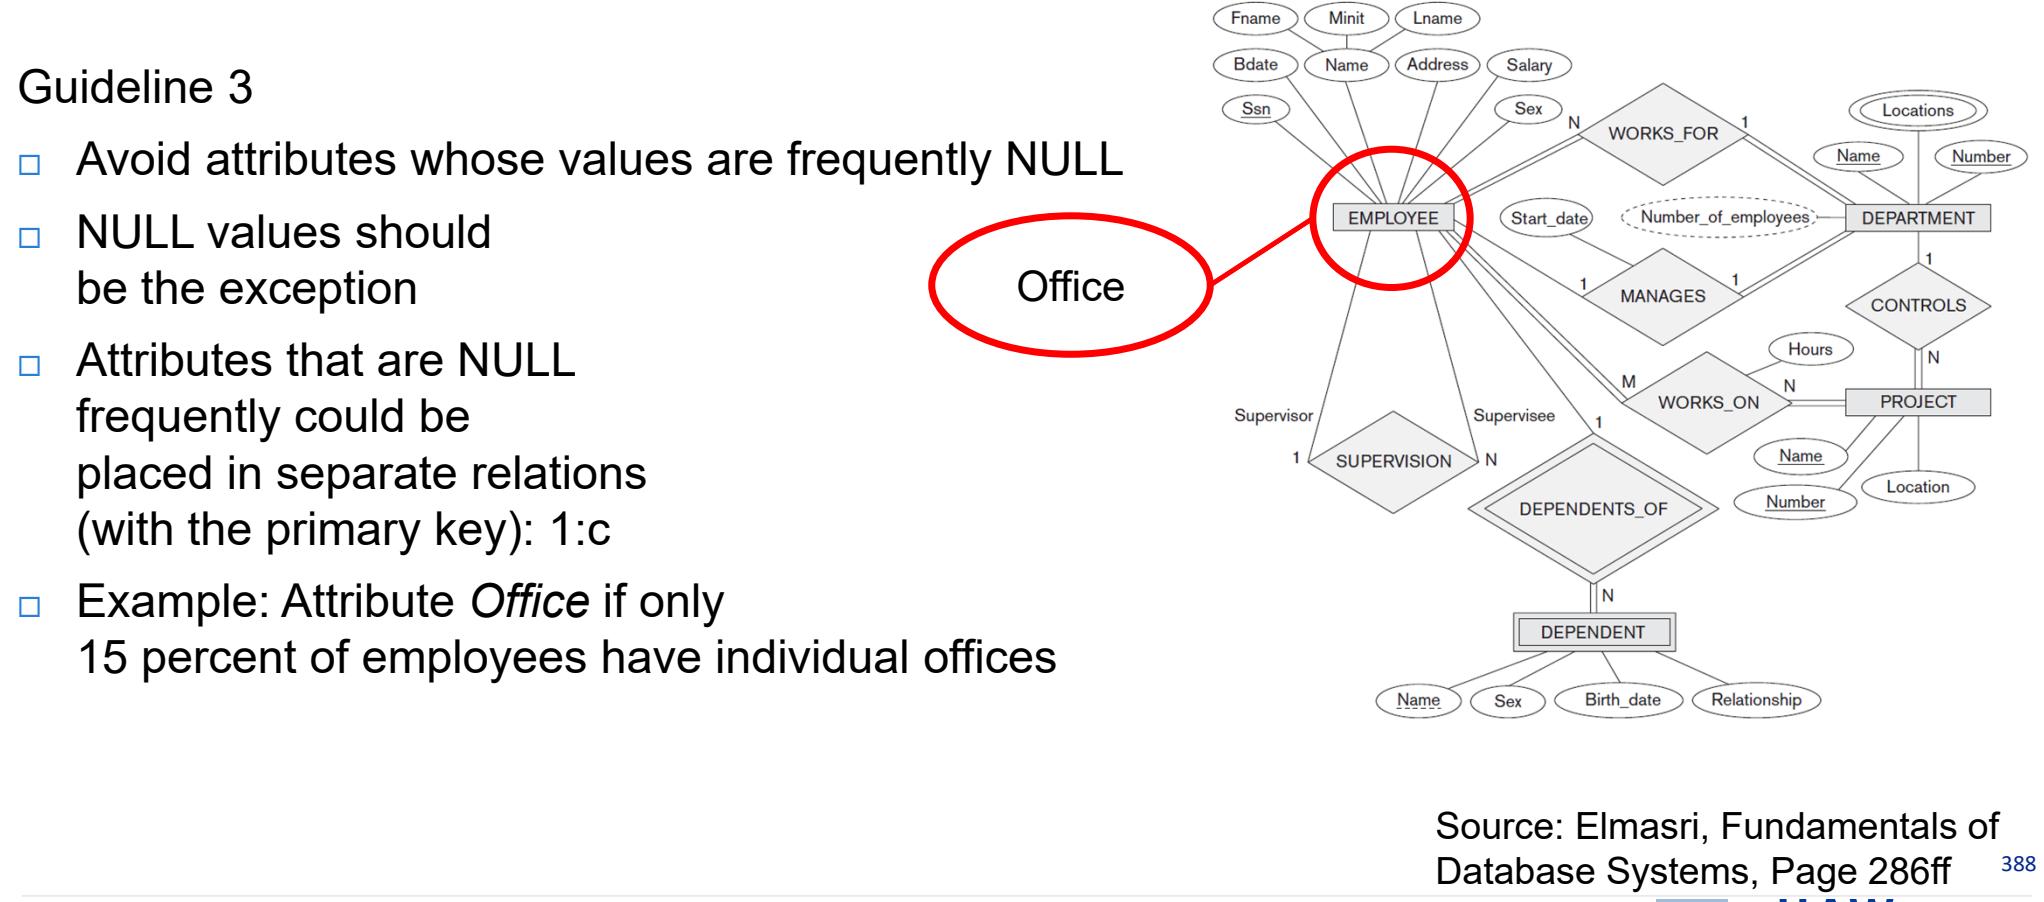 Guideline 3
Avoid attributes whose values are frequently NULL
NULL values should
be the exception
Attributes that are NULL
frequently could be
placed in separate relations
(with the primary key): 1:c
Example: Attribute Office if only
15 percent of employees have individual offices
Office
Fname Minit Lname
Bdate Name Address Salary
Ssn Sex
N WORKS_FOR 1
Locations
Name Number
EMPLOYEE Start_date Number_of_employees DEPARTMENT
1 MANAGES 1
1
CONTROLS
N
Hours
M WORKS_ON N PROJECT
Supervisor Supervisee
1 SUPERVISION N
1
DEPENDENTS_OF
Name
Number Location
N
DEPENDENT
Name Sex Birth_date Relationship
Source: Elmasri, Fundamentals of
Database Systems, Page 286ff
388